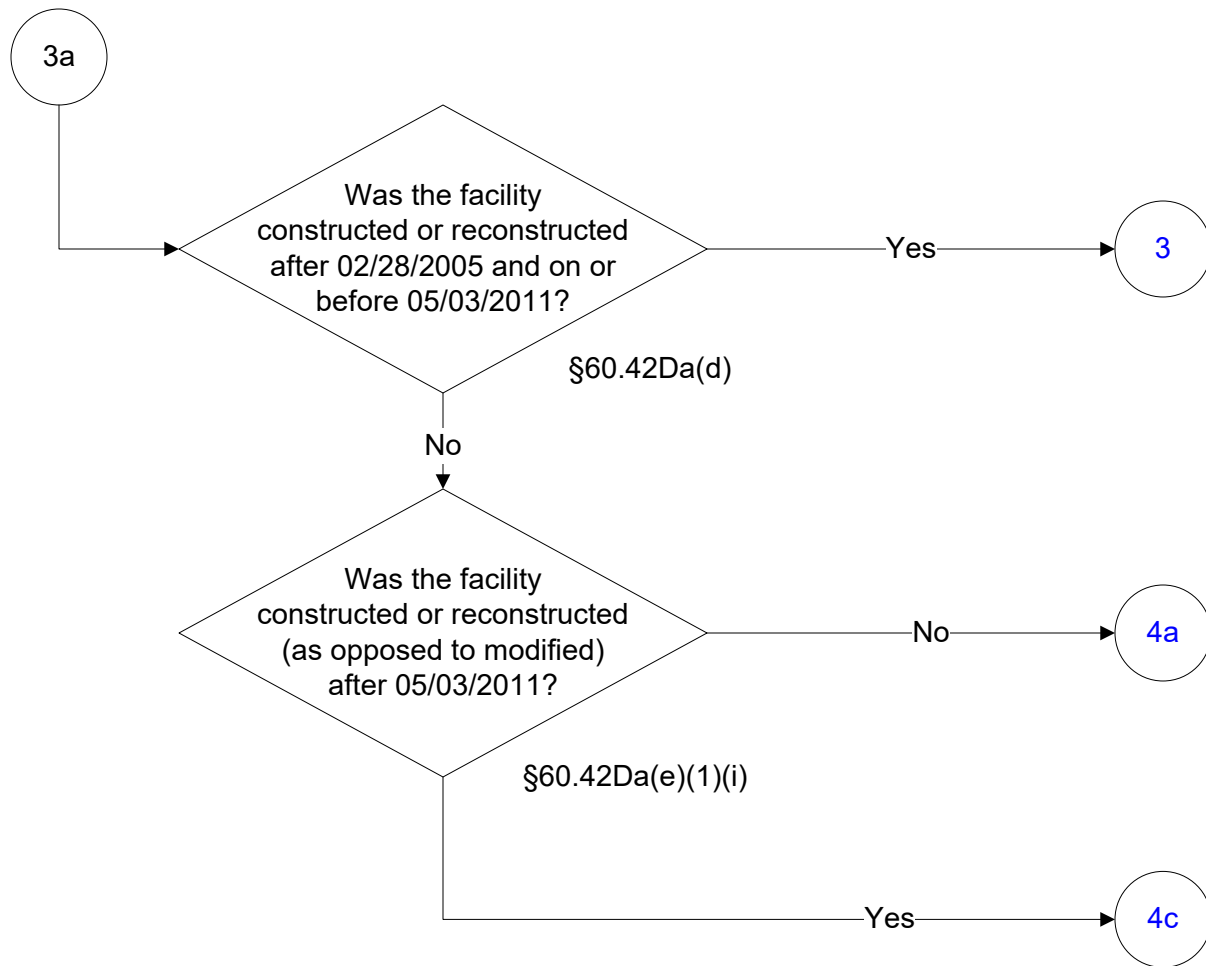 3a
Was the facility
constructed or reconstructed
after 02/28/2005 and on or
before 05/03/2011?
Yes
3
§60.42Da(d)
No
Was the facility
constructed or reconstructed
(as opposed to modified)
after 05/03/2011?
No
4a
§60.42Da(e)(1)(i)
Yes
4c